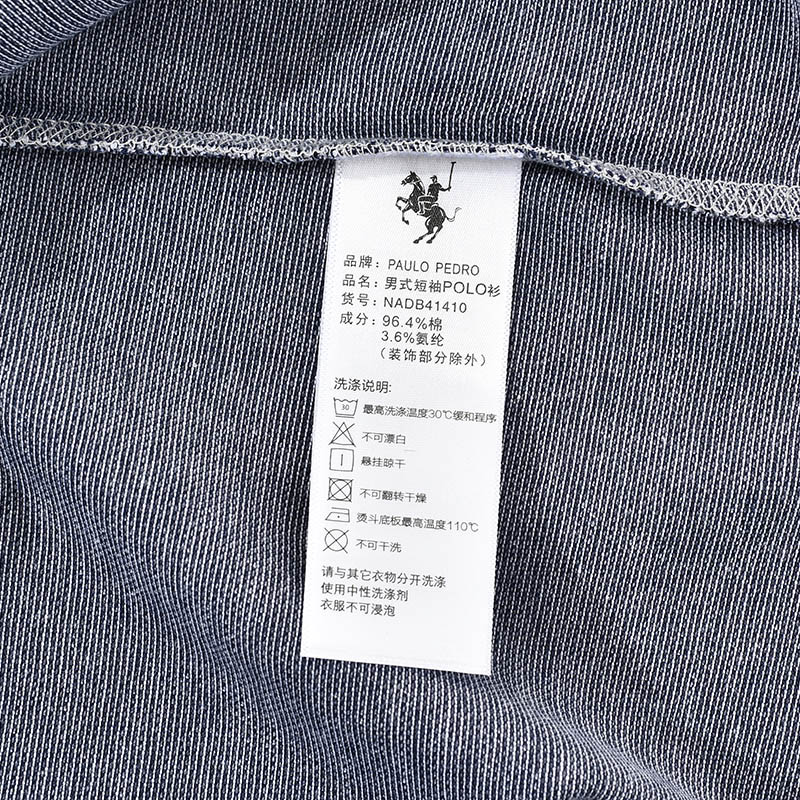 品牌：PAULO PEDRO
品名：男式短袖POLO衫
货号：NADB41410
成分：96.4%棉
3.6%氨纶
（装饰部分除外）
洗涤说明:
30 最高洗涤温度30℃缓和程序
不可漂白
悬挂晾干
不可翻转干燥
烫斗底板最高温度110℃
不可干洗
请与其它衣物分开洗涤
使用中性洗涤剂
衣服不可浸泡